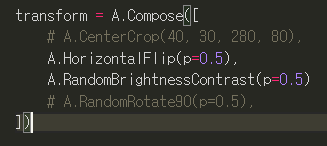 transform = A.Compose([
    # A.CenterCrop(40, 30, 280, 80),
    A.HorizontalFlip(p=0.5),
    A.RandomBrightnessContrast(p=0.5)
    # A.RandomRotate90(p=0.5),
])